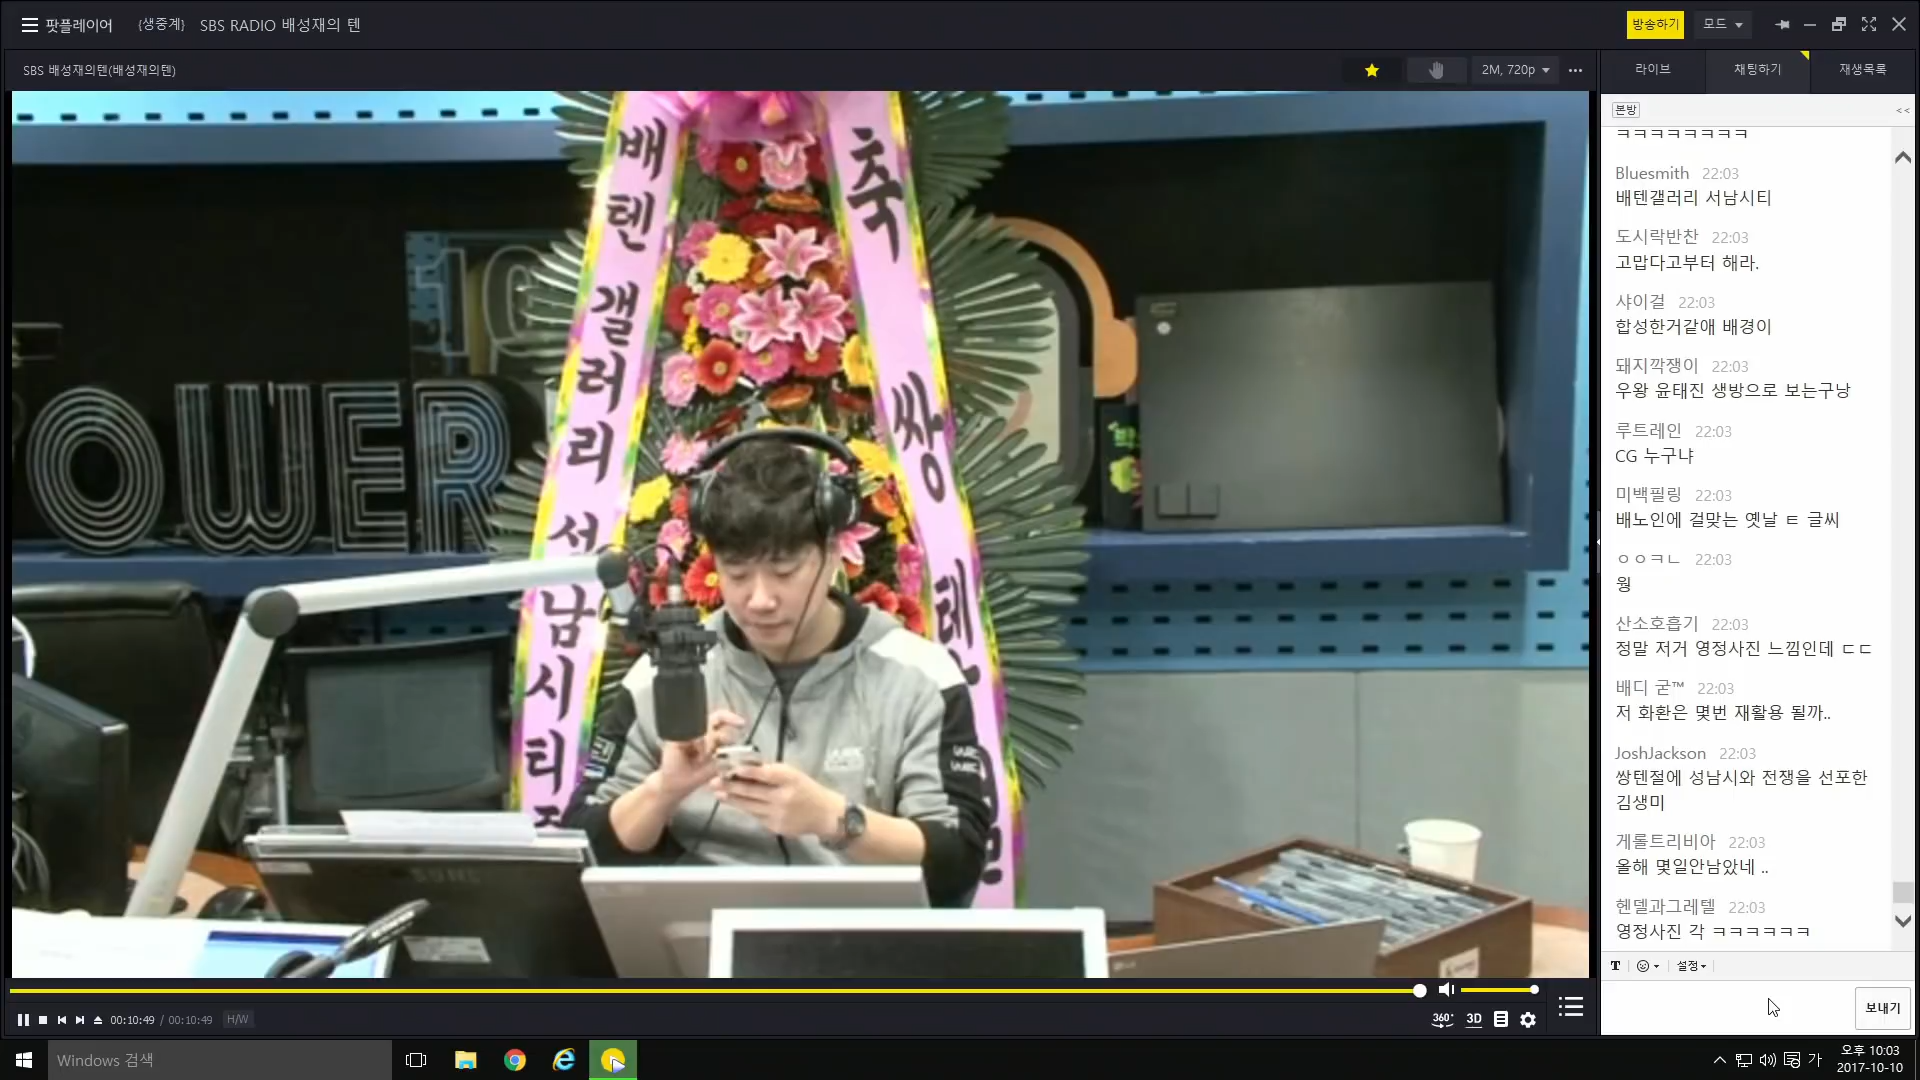 팟플레이어
{생중계}
SBS RADIO 배성재의 텐
방송하기
모드
SBS 배성재의텐(배성재의텐)
2M, 720p
라이브
채팅하기
재생목록
본방
<<
배텐 갤러리 성남시티
축 쌍텐
OWER
10
SONY
ㅋㅋㅋㅋㅋㅋㅋㅋ
Bluesmith 22:03
배텐갤러리 서남시티
도시락반찬 22:03
고맙다고부터 해라.
샤이걸 22:03
합성한거같애 배경이
돼지깍쟁이 22:03
우왕 윤태진 생방으로 보는구낭
루트레인 22:03
CG 누구냐
미백필링 22:03
배노인에 걸맞는 옛날 ㅌ 글씨
ㅇㅇㅋㄴ 22:03
웡
산소호흡기 22:03
정말 저거 영정사진 느낌인데 ㄷㄷ
배디 굳™ 22:03
저 화환은 몇번 재활용 될까..
JoshJackson 22:03
쌍텐절에 성남시와 전쟁을 선포한
김생미
게롤트리비아 22:03
올해 몇일안남았네 ..
헨델과그레텔 22:03
영정사진 각 ㅋㅋㅋㅋㅋㅋ
T
설정
보내기
00:10:49 / 00:10:49
H/W
360°
3D
Windows 검색
가
오후 10:03
2017-10-10